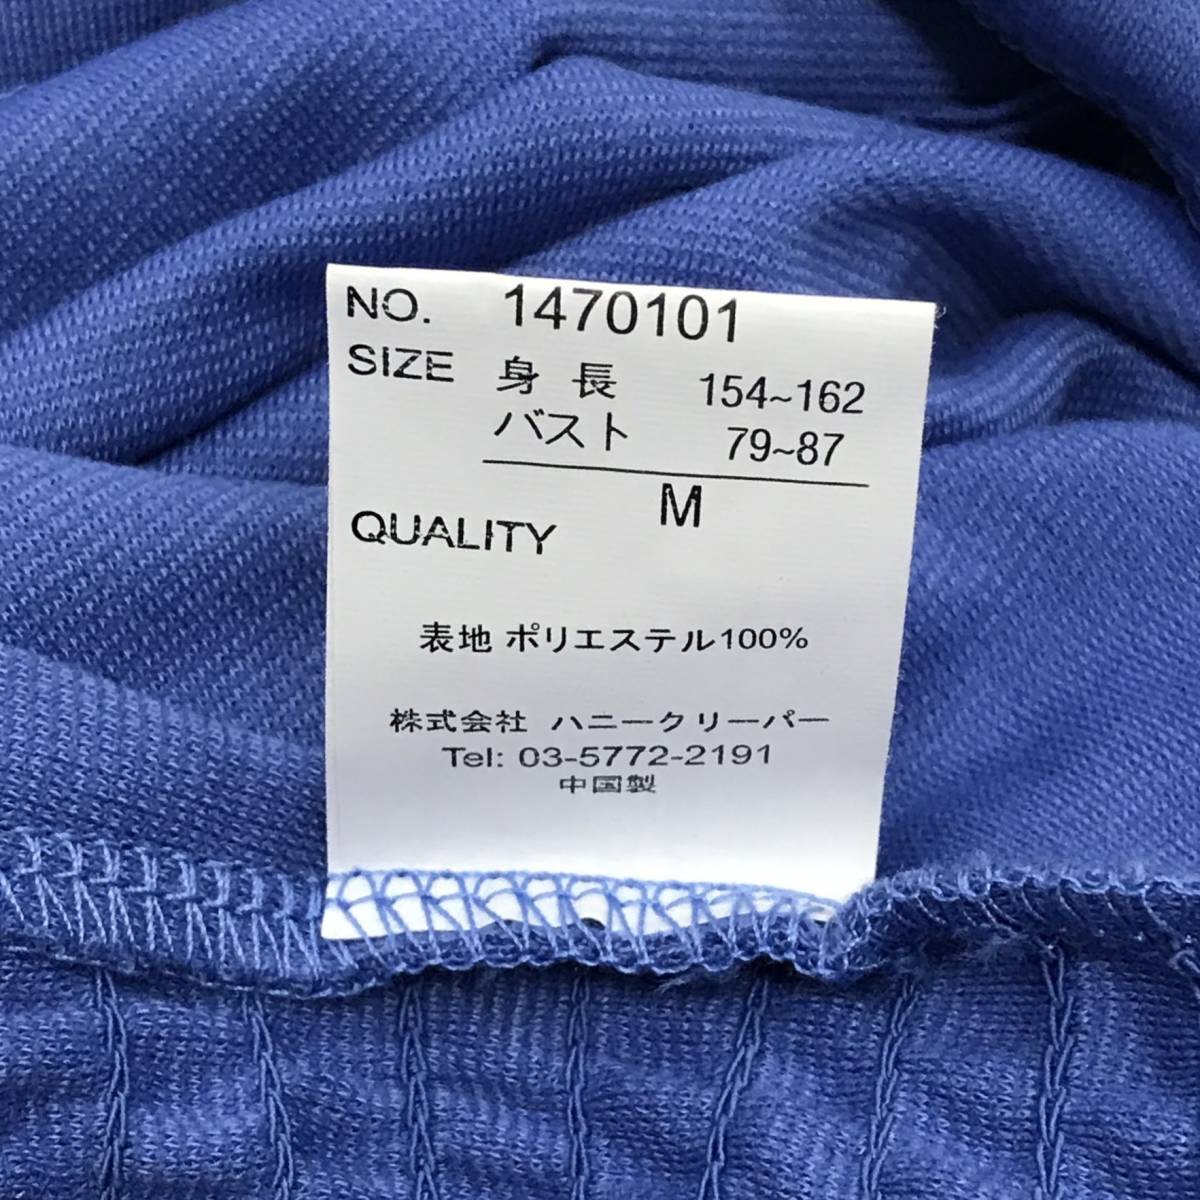 NO. 1470101
SIZE 身長 154~162
バスト 79~87
M
QUALITY
表地 ポリエステル100%
株式会社 ハニークリーパー
Tel: 03-5772-2191
中国製